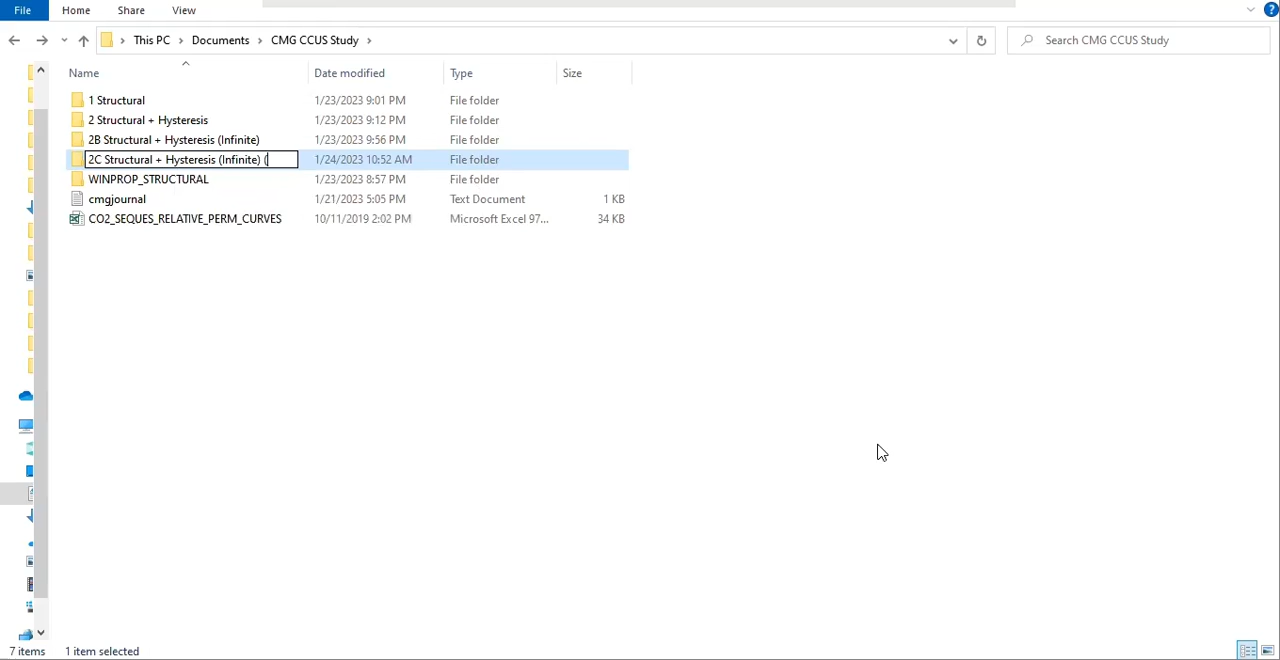 File Home Share View
This PC Documents CMG CCUS Study Search CMG CCUS Study
Name Date modified Type Size
1 Structural 1/23/2023 9:01 PM File folder
2 Structural + Hysteresis 1/23/2023 9:12 PM File folder
2B Structural + Hysteresis (Infinite) 1/23/2023 9:56 PM File folder
2C Structural + Hysteresis (Infinite) ( 1/24/2023 10:52 AM File folder
WINPROP_STRUCTURAL 1/23/2023 8:57 PM File folder
cmgjournal 1/21/2023 5:05 PM Text Document 1 KB
CO2_SEQUES_RELATIVE_PERM_CURVES 10/11/2019 2:02 PM Microsoft Excel 97... 34 KB
7 items 1 item selected